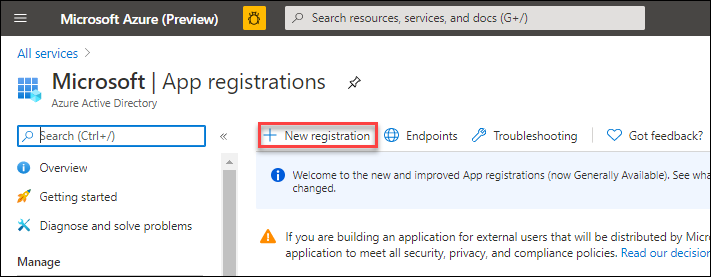 Microsoft Azure (Preview)
Search resources, services, and docs (G+/)
All services
Microsoft | App registrations
Azure Active Directory
Search (Ctrl+/)
New registration
Endpoints
Troubleshooting
Got feedback?
Overview
Getting started
Diagnose and solve problems
Manage
Welcome to the new and improved App registrations (now Generally Available). See what
changed.
If you are building an application for external users that will be distributed by Micro
application to meet all security, privacy, and compliance policies. Read our decision